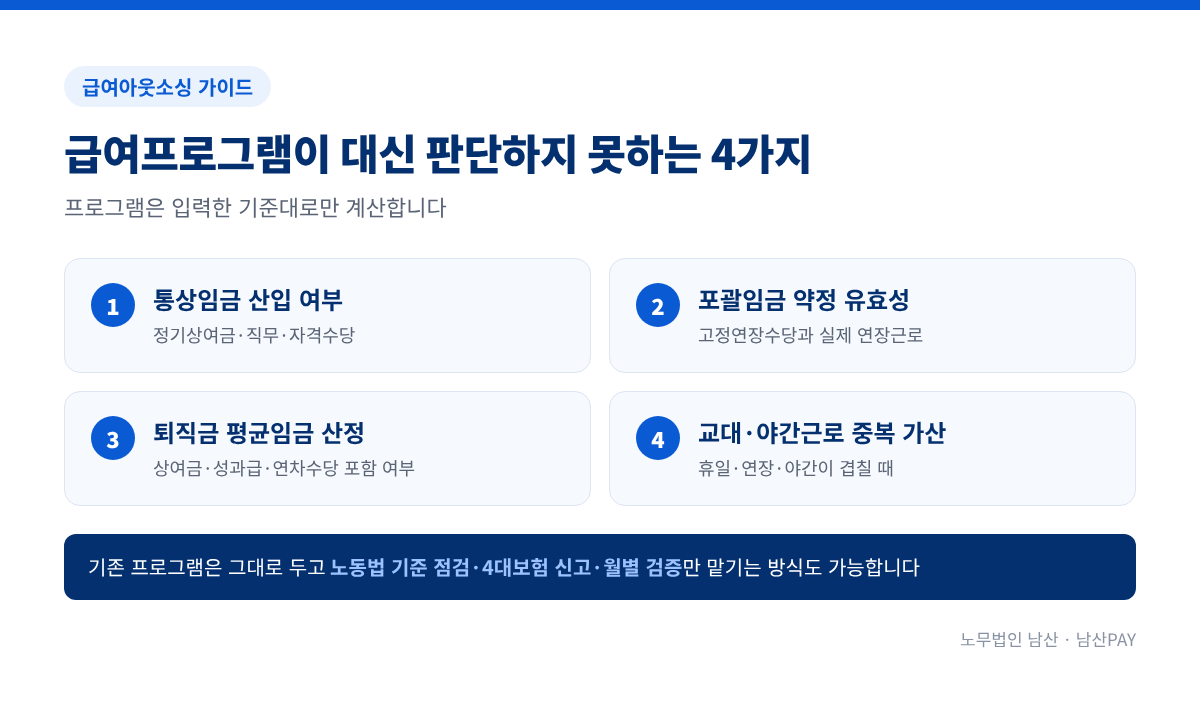 급여아웃소싱 가이드
급여프로그램이 대신 판단하지 못하는 4가지
프로그램은 입력한 기준대로만 계산합니다
1
통상임금 산입 여부
정기상여금·직무·자격수당
2
포괄임금 약정 유효성
고정연장수당과 실제 연장근로
3
퇴직금 평균임금 산정
상여금·성과급·연차수당 포함 여부
4
교대·야간근로 중복 가산
휴일·연장·야간이 겹칠 때
기존 프로그램은 그대로 두고 노동법 기준 점검·4대보험 신고·월별 검증만 맡기는 방식도 가능합니다
노무법인 남산 · 남산PAY